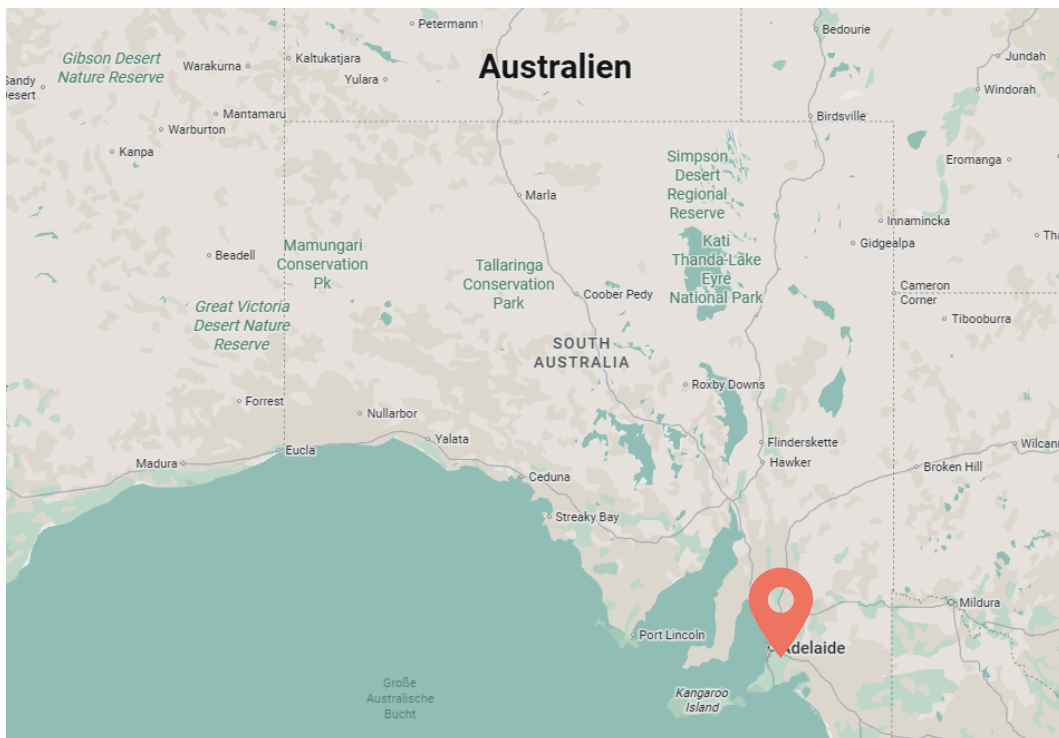 Petermann
Bedourie
Gibson Desert
Nature Reserve
Kaltukatjara
Australien
Jundah
Warakurna
Yulara
Sandy
Desert
Windorah
Mantamaru
Birdsville
Warburton
Kanpa
Simpson
Desert
Regional
Reserve
Eromanga
Marla
Innamincka
Kati
Thanda-Lake
Eyre
National Park
Gidgealpa
Tha
Mamungari
Conservation
Pk
Beadell
Tallaringa
Conservation
Park
Coober Pedy
Cameron
Corner
Great Victoria
Desert Nature
Reserve
Tibooburra
SOUTH
AUSTRALIA
Roxby Downs
Forrest
Nullarbor
Yalata
Flinderskette
Wilcann
Eucla
Madura
Hawker
Broken Hill
Ceduna
Streaky Bay
Mildura
Port Lincoln
Adelaide
Große
Australische
Bucht
Kangaroo
Island